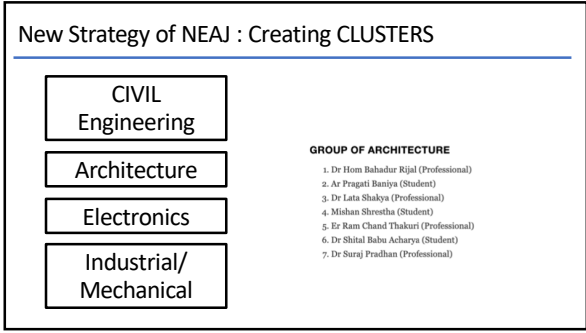 New Strategy of NEAJ : Creating CLUSTERS
CIVIL
Engineering
Architecture
Electronics
Industrial/
Mechanical
GROUP OF ARCHITECTURE
1. Dr Hom Bahadur Rijal (Professional)
2. Ar Pragati Baniya (Student)
3. Dr Lata Shakya (Professional)
4. Mishan Shrestha (Student)
5. Er Ram Chand Thakuri (Professional)
6. Dr Shital Babu Acharya (Student)
7. Dr Suraj Pradhan (Professional)